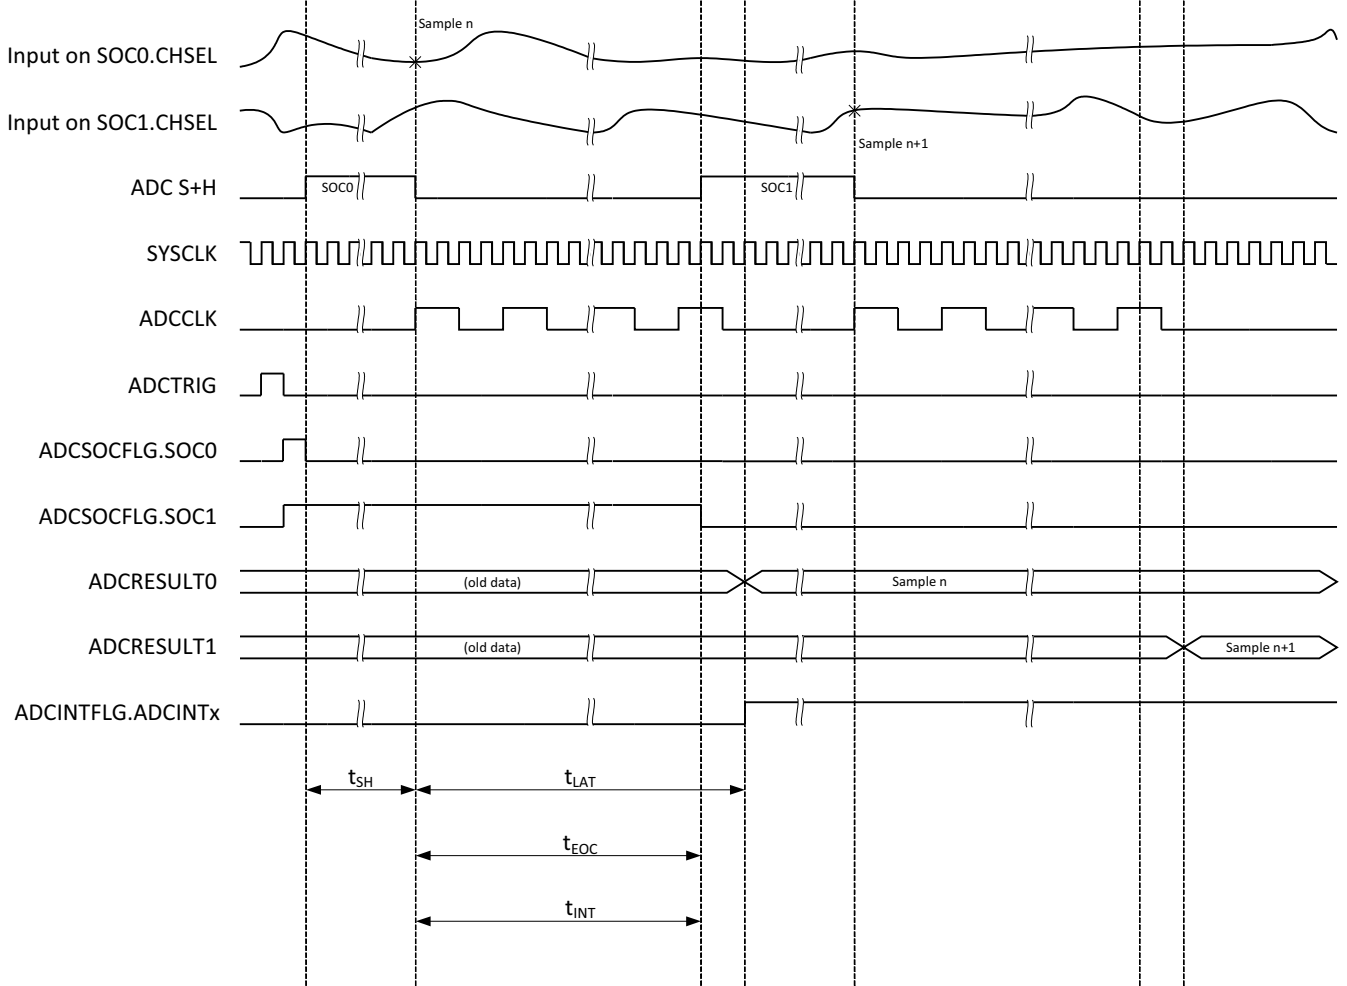 Sample n
Input on SOC0.CHSEL
Input on SOC1.CHSEL
Sample n+1
ADC S+H
SOC0
SOC1
SYSCLK
ADCCLK
ADCTRIG
ADCSOCFLG.SOC0
ADCSOCFLG.SOC1
ADCRESULT0
(old data)
Sample n
ADCRESULT1
(old data)
Sample n+1
ADCINTFLG.ADCINTx
tSH
tLAT
tEOC
tINT